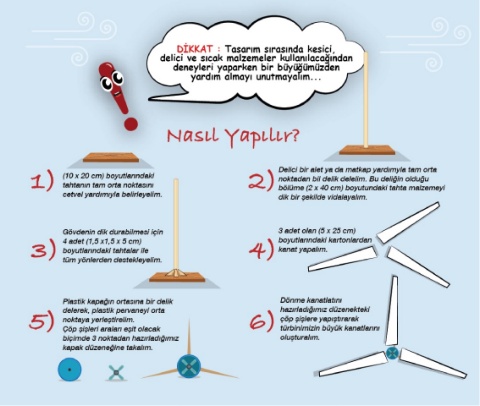 DİKKAT : Tasarım sırasında kesici,
delici ve sıcak malzemeler kullanılacağından
deneyleri yaparken bir büyüğümüzden
yardım almayı unutmayalım...
Nasıl Yapılır?
1)
(10 x 20 cm) boyutlarındaki
tahtanın tam orta noktasını
cetvel yardımıyla belirleyelim.
2)
Delici bir alet ya da matkap yardımıyla tam orta
noktadan bil delik delelim. Bu deliğin olduğu
bölüme (2 x 40 cm) boyutundaki tahta malzemeyi
dik bir şekilde vidalayalım.
3)
Gövdenin dik durabilmesi için
4 adet (1,5 x1,5 x 5 cm)
boyutlarındaki tahtalar ile
tüm yönlerden destekleyelim.
4)
3 adet olan (5 x 25 cm)
boyutlarındaki kartonlardan
kanat yapalım.
5)
Plastik kapağın ortasına bir delik
delerek, plastik pervaneyi orta
noktaya yerleştirelim.
Çöp şişleri araları eşit olacak
biçimde 3 noktadan hazırladığımız
kapak düzeneğine takalım.
6)
Dönme kanatlatını
hazırladığımız düzenekteki
çöp şişlere yapıştırarak
türbinimizin büyük kanatlarını
oluşturalım.